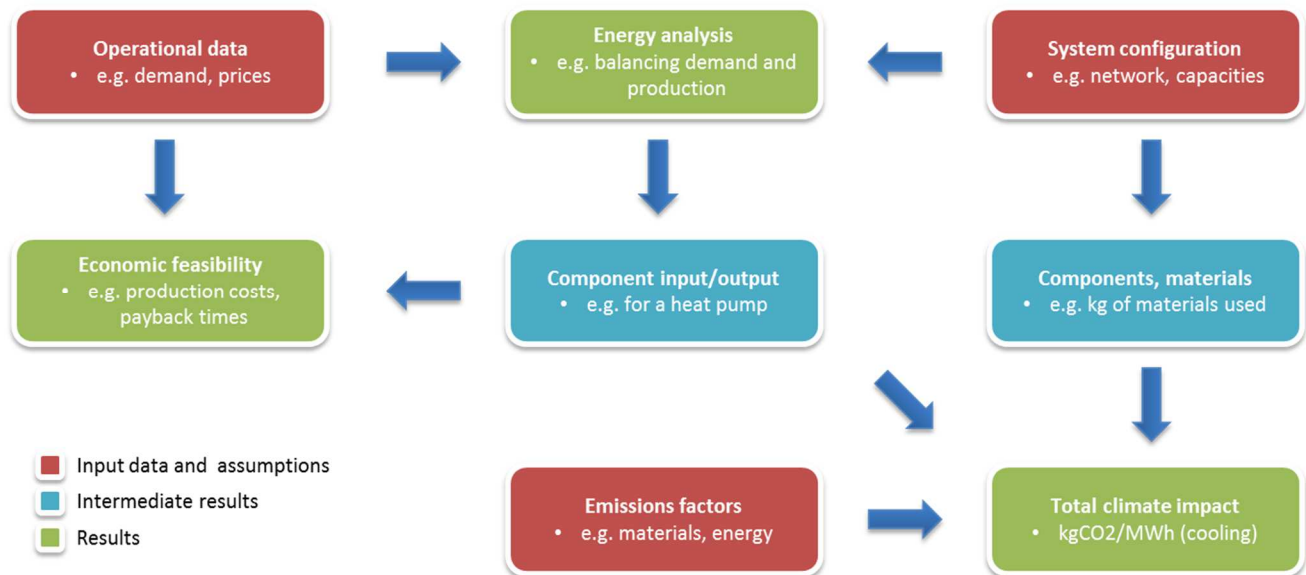 Operational data
• e.g. demand, prices
Energy analysis
• e.g. balancing demand and
production
System configuration
• e.g. network, capacities
Economic feasibility
• e.g. production costs,
payback times
Component input/output
• e.g. for a heat pump
Components, materials
• e.g. kg of materials used
Input data and assumptions
Intermediate results
Results
Emissions factors
• e.g. materials, energy
Total climate impact
• kgCO2/MWh (cooling)